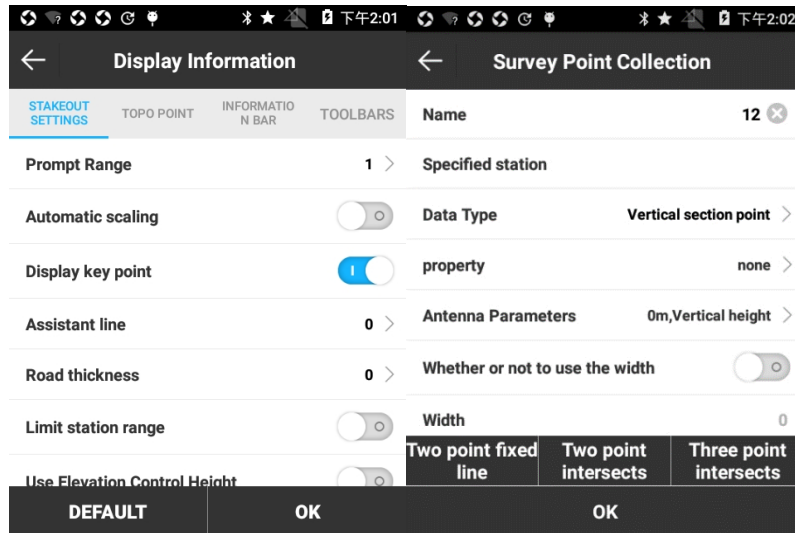 下午2:01
Display Information
STAKEOUT SETTINGS
TOPO POINT
INFORMATIO
N BAR
TOOLBARS
Prompt Range 1
Automatic scaling
Display key point
Assistant line 0
Road thickness 0
Limit station range
Use Elevation Control Height
DEFAULT OK
下午2:02
Survey Point Collection
Name 12
Specified station
Data Type Vertical section point
property none
Antenna Parameters 0m,Vertical height
Whether or not to use the width
Width 0
Two point fixed
line
Two point
intersects
Three point
intersects
OK